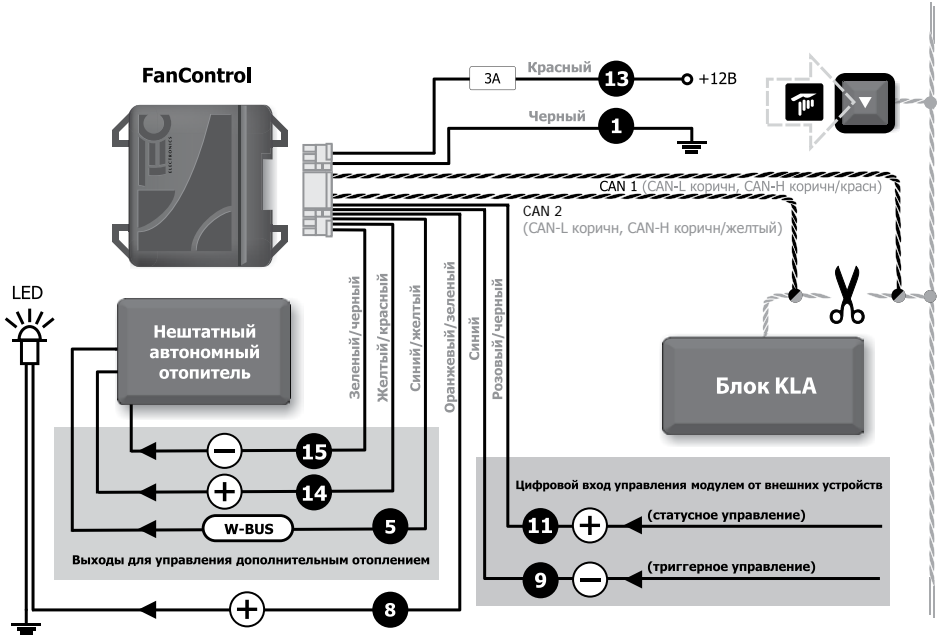 FanControl
TEC
ELECTRONICS
3А
Красный
13
+12В
Черный
1
CAN 1 (CAN-L коричн, CAN-H коричн/красн)
CAN 2
(CAN-L коричн, CAN-H коричн/желтый)
LED
Нештатный
автономный
отопитель
Зеленый/черный
Желтый/красный
Синий/желтый
Оранжевый/зеленый
Синий
Розовый/черный
Блок KLA
15
14
W-BUS
5
Выходы для управления дополнительным отоплением
8
Цифровой вход управления модулем от внешних устройств
11
(статусное управление)
9
(триггерное управление)